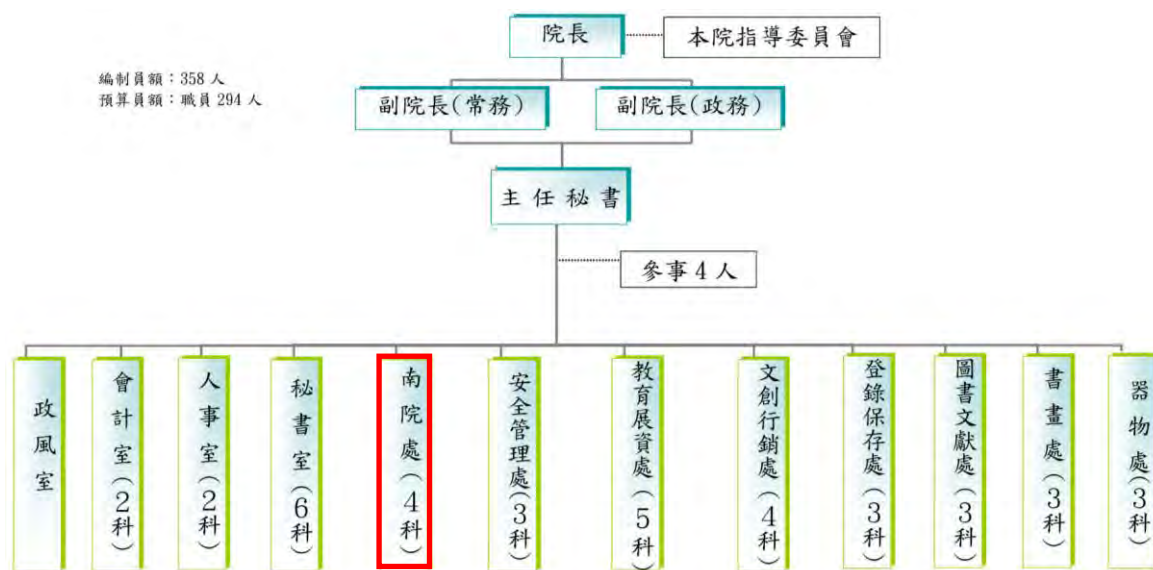 院長
本院指導委員會
編制員額：358 人
預算員額：職員 294 人
副院長(常務)
副院長(政務)
主任秘書
參事 4 人
政風室
會計室(2科)
人事室(2科)
秘書室(6科)
南院處(4科)
安全管理處(3科)
教育展資處(5科)
文創行銷處(4科)
登錄保存處(3科)
圖書文獻處(3科)
書畫處(3科)
器物處(3科)